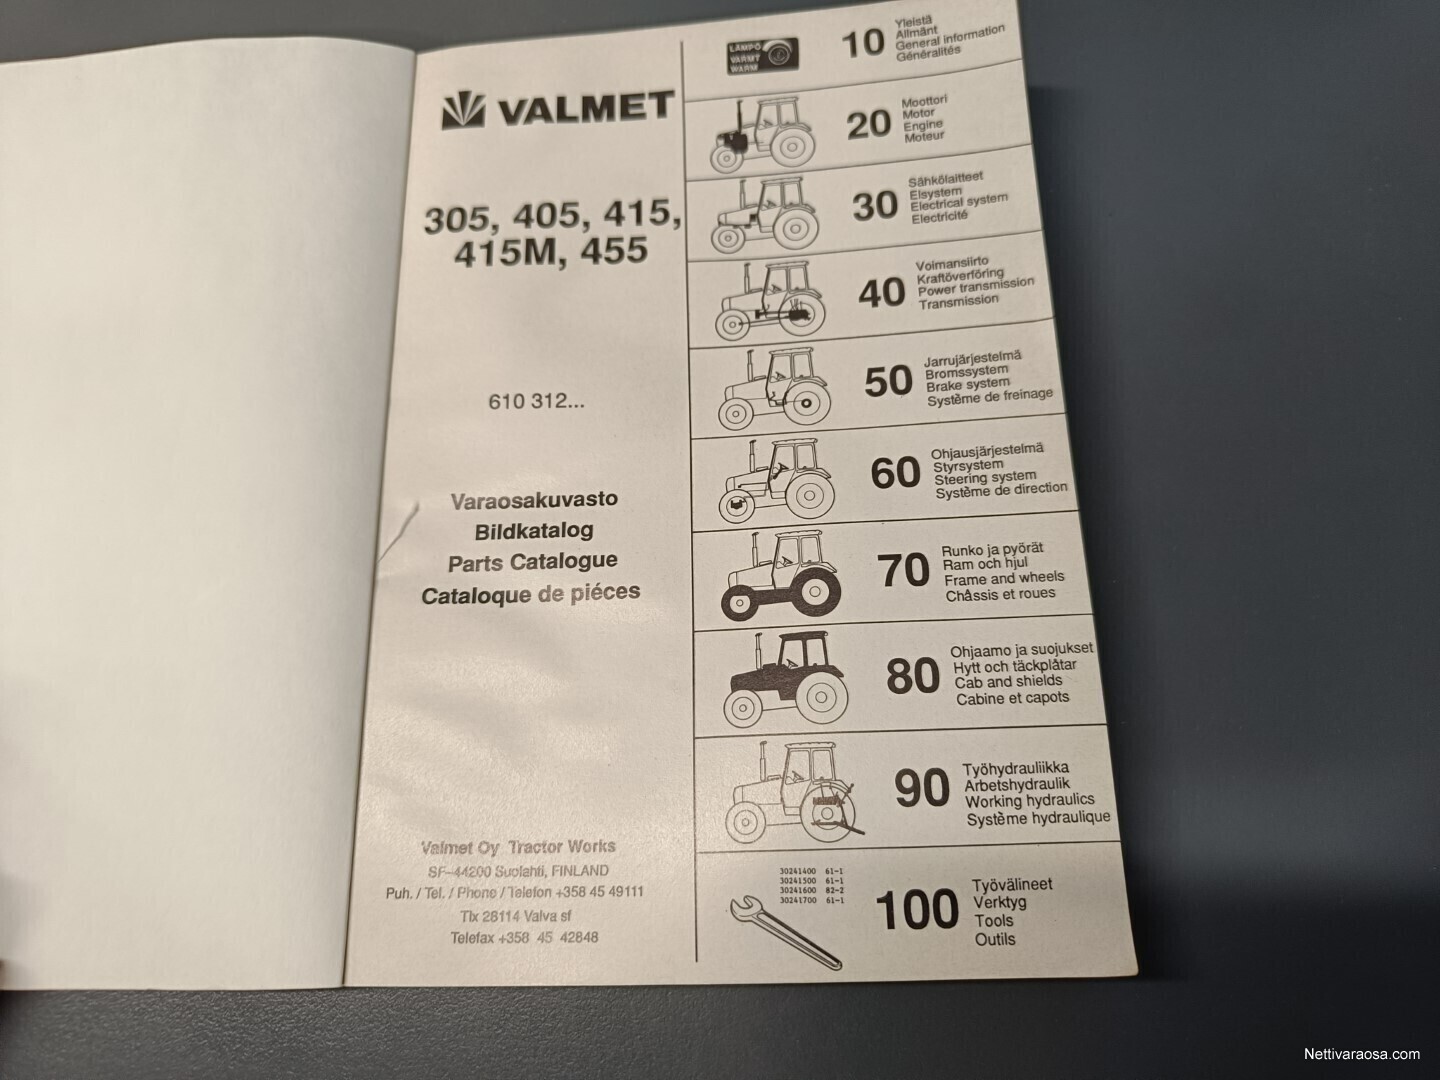 VALMET
305, 405, 415,
415M, 455
610 312...
Varaosakuvasto
Bildkatalog
Parts Catalogue
Cataloque de piéces
Valmet Oy Tractor Works
SF-44200 Suolahti, FINLAND
Puh. / Tel. / Phone / Telefon +358 45 49111
Tlx 28114 Valva sf
Telefax +358 45 42848
LÄMPÖ
VARMT
WARM
10
Yleistä
Allmänt
General information
Généralités
20
Moottori
Motor
Engine
Moteur
30
Sähkölaitteet
Elsystem
Electrical system
Electricité
40
Voimansiirto
Kraftöverföring
Power transmission
Transmission
50
Jarrujärjestelmä
Bromssystem
Brake system
Système de freinage
60
Ohjausjärjestelmä
Styrsystem
Steering system
Système de direction
70
Runko ja pyörät
Ram och hjul
Frame and wheels
Châssis et roues
80
Ohjaamo ja suojukset
Hytt och täckplåtar
Cab and shields
Cabine et capots
90
Työhydrauliikka
Arbetshydraulik
Working hydraulics
Système hydraulique
30241400 61-1
30241500 61-1
30241600 82-2
30241700 61-1
100
Työvälineet
Verktyg
Tools
Outils
Nettivaraosa.com